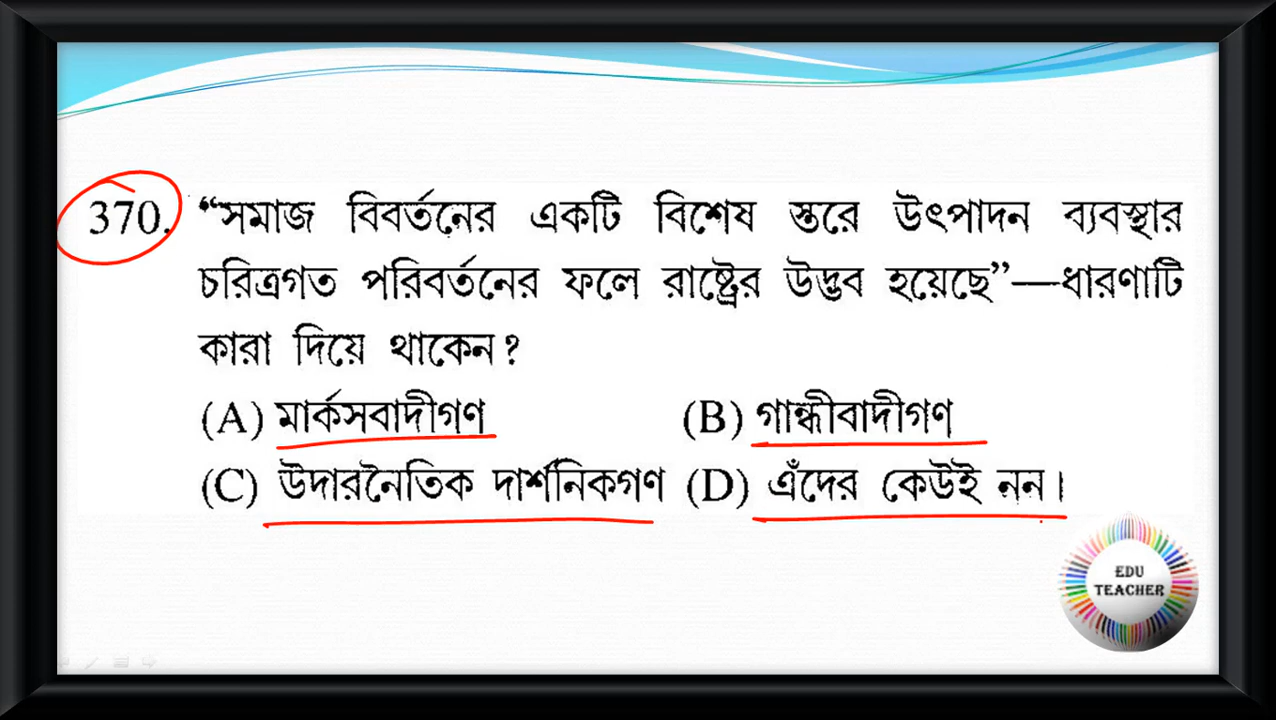 370. “সমাজ বিবর্তনের একটি বিশেষ স্তরে উৎপাদন ব্যবস্থার
চরিত্রগত পরিবর্তনের ফলে রাষ্ট্রের উদ্ভব হয়েছে”—ধারণাটি
কারা দিয়ে থাকেন?
(A) মার্কসবাদীগণ (B) গান্ধীবাদীগণ
(C) উদারনৈতিক দার্শনিকগণ (D) এঁদের কেউই নন।
EDU
TEACHER